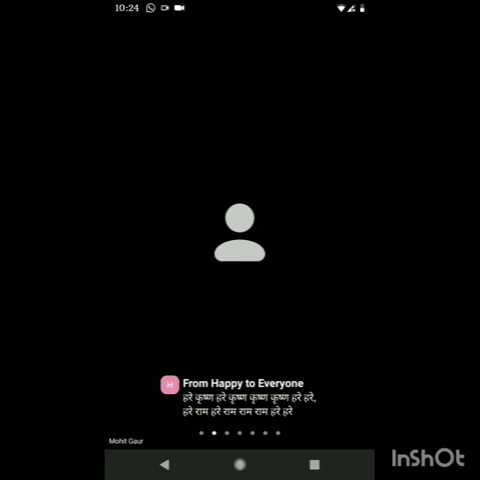 10:24
H
From Happy to Everyone
हरे कृष्ण हरे कृष्ण कृष्ण कृष्ण हरे हरे,
हरे राम हरे राम राम राम हरे हरे
Mohit Gaur
InShOt